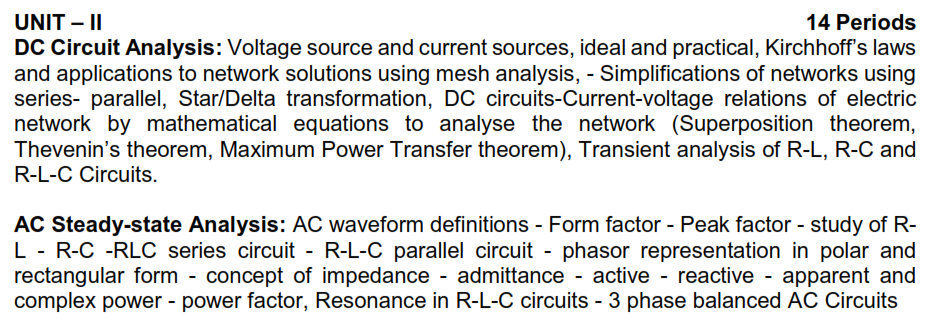 UNIT – II 14 Periods
DC Circuit Analysis: Voltage source and current sources, ideal and practical, Kirchhoff’s laws
and applications to network solutions using mesh analysis, - Simplifications of networks using
series- parallel, Star/Delta transformation, DC circuits-Current-voltage relations of electric
network by mathematical equations to analyse the network (Superposition theorem,
Thevenin’s theorem, Maximum Power Transfer theorem), Transient analysis of R-L, R-C and
R-L-C Circuits.
AC Steady-state Analysis: AC waveform definitions - Form factor - Peak factor - study of R-
L - R-C -RLC series circuit - R-L-C parallel circuit - phasor representation in polar and
rectangular form - concept of impedance - admittance - active - reactive - apparent and
complex power - power factor, Resonance in R-L-C circuits - 3 phase balanced AC Circuits